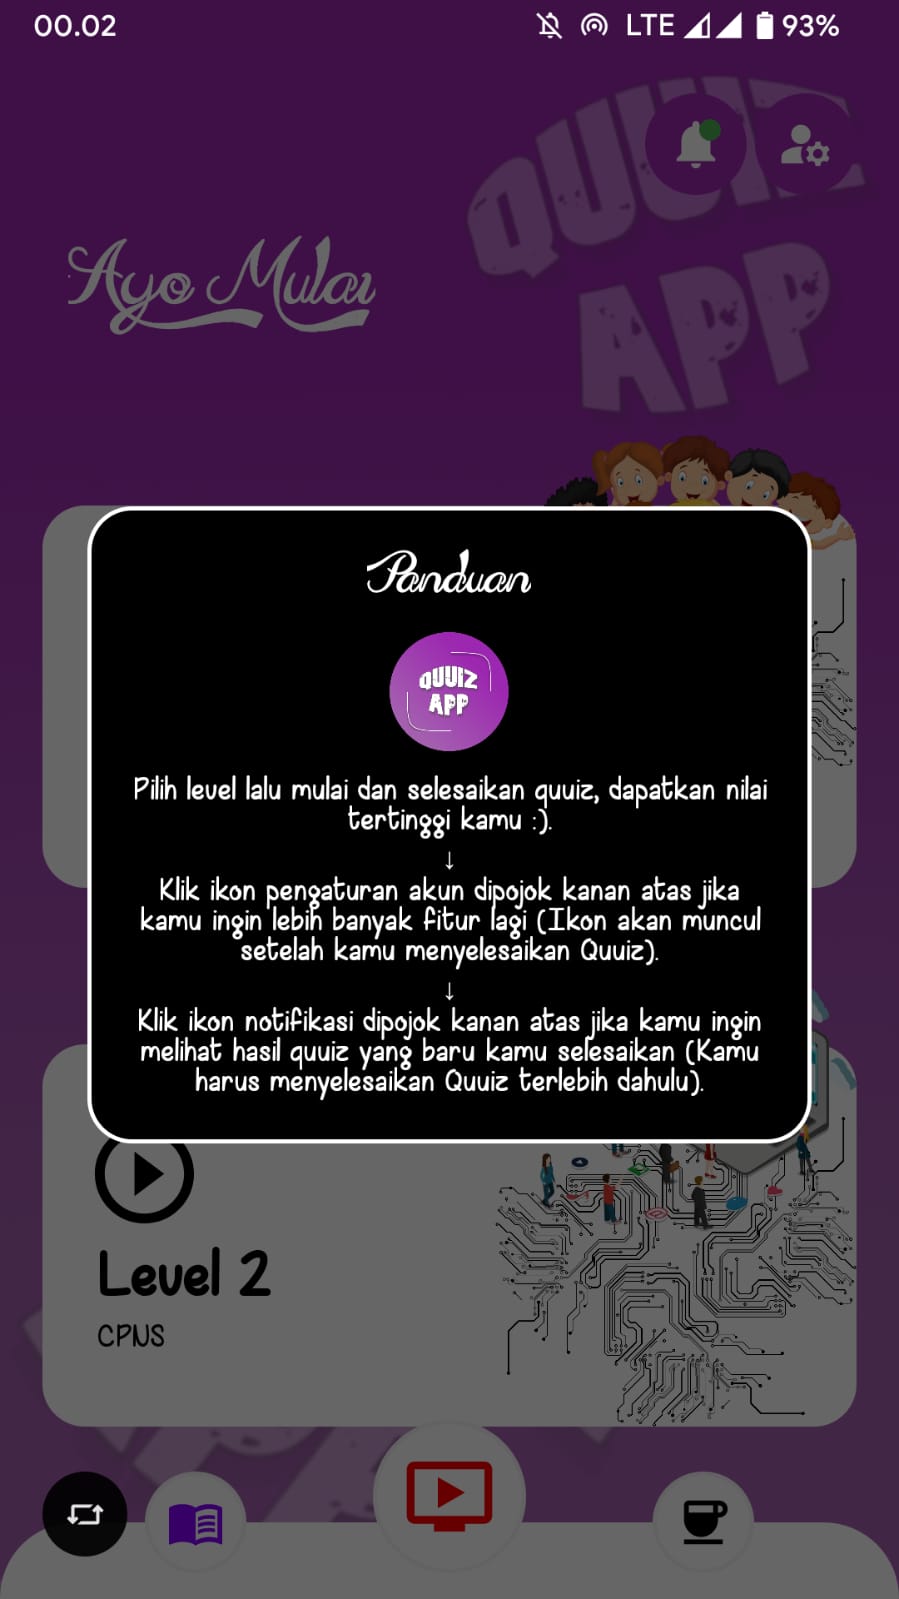 00.02
LTE
93%
QUUIZ
APP
Ayo Mulai
Panduan
QUUIZ
APP
Pilih level lalu mulai dan selesaikan quuiz, dapatkan nilai
tertinggi kamu :).
↓
Klik ikon pengaturan akun dipojok kanan atas jika
kamu ingin lebih banyak fitur lagi (Ikon akan muncul
setelah kamu menyelesaikan Quuiz).
↓
Klik ikon notifikasi dipojok kanan atas jika kamu ingin
melihat hasil quuiz yang baru kamu selesaikan (Kamu
harus menyelesaikan Quuiz terlebih dahulu).
Level 2
CPNS